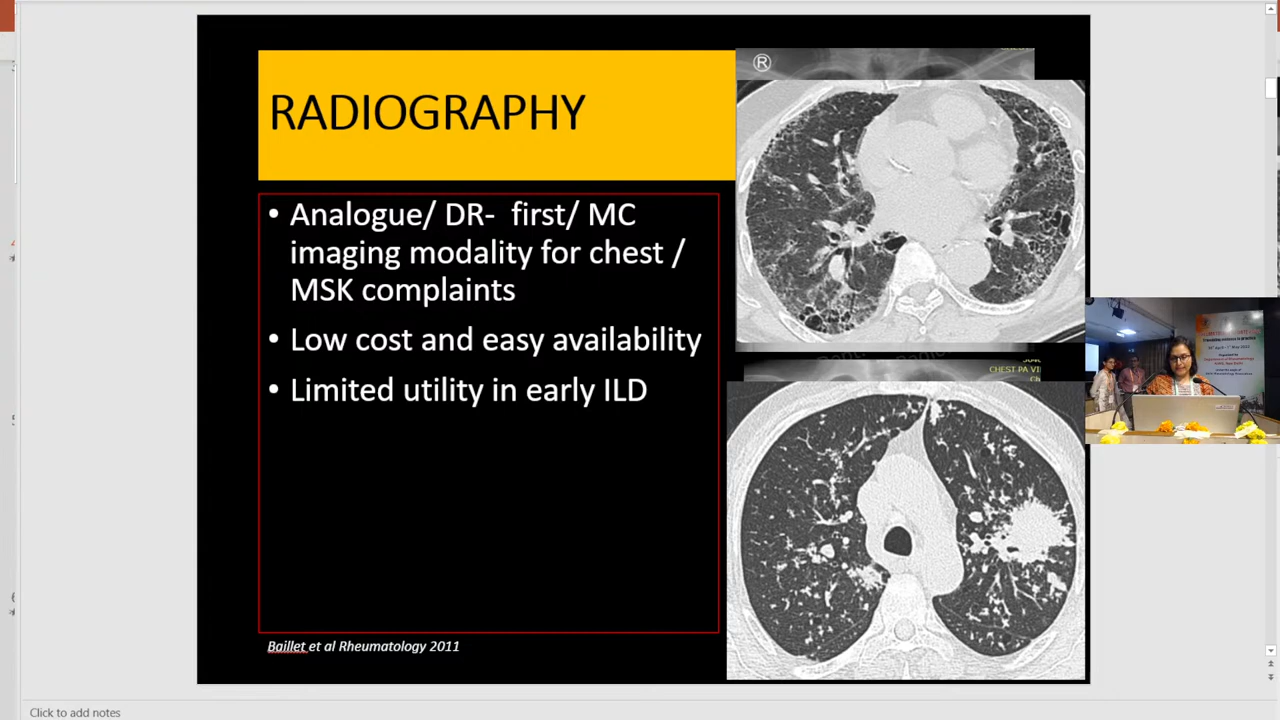 RADIOGRAPHY
• Analogue/ DR-  first/ MC
imaging modality for chest /
MSK complaints
• Low cost and easy availability
• Limited utility in early ILD
Baillet et al Rheumatology 2011
R
CHEST PA VI
Click to add notes